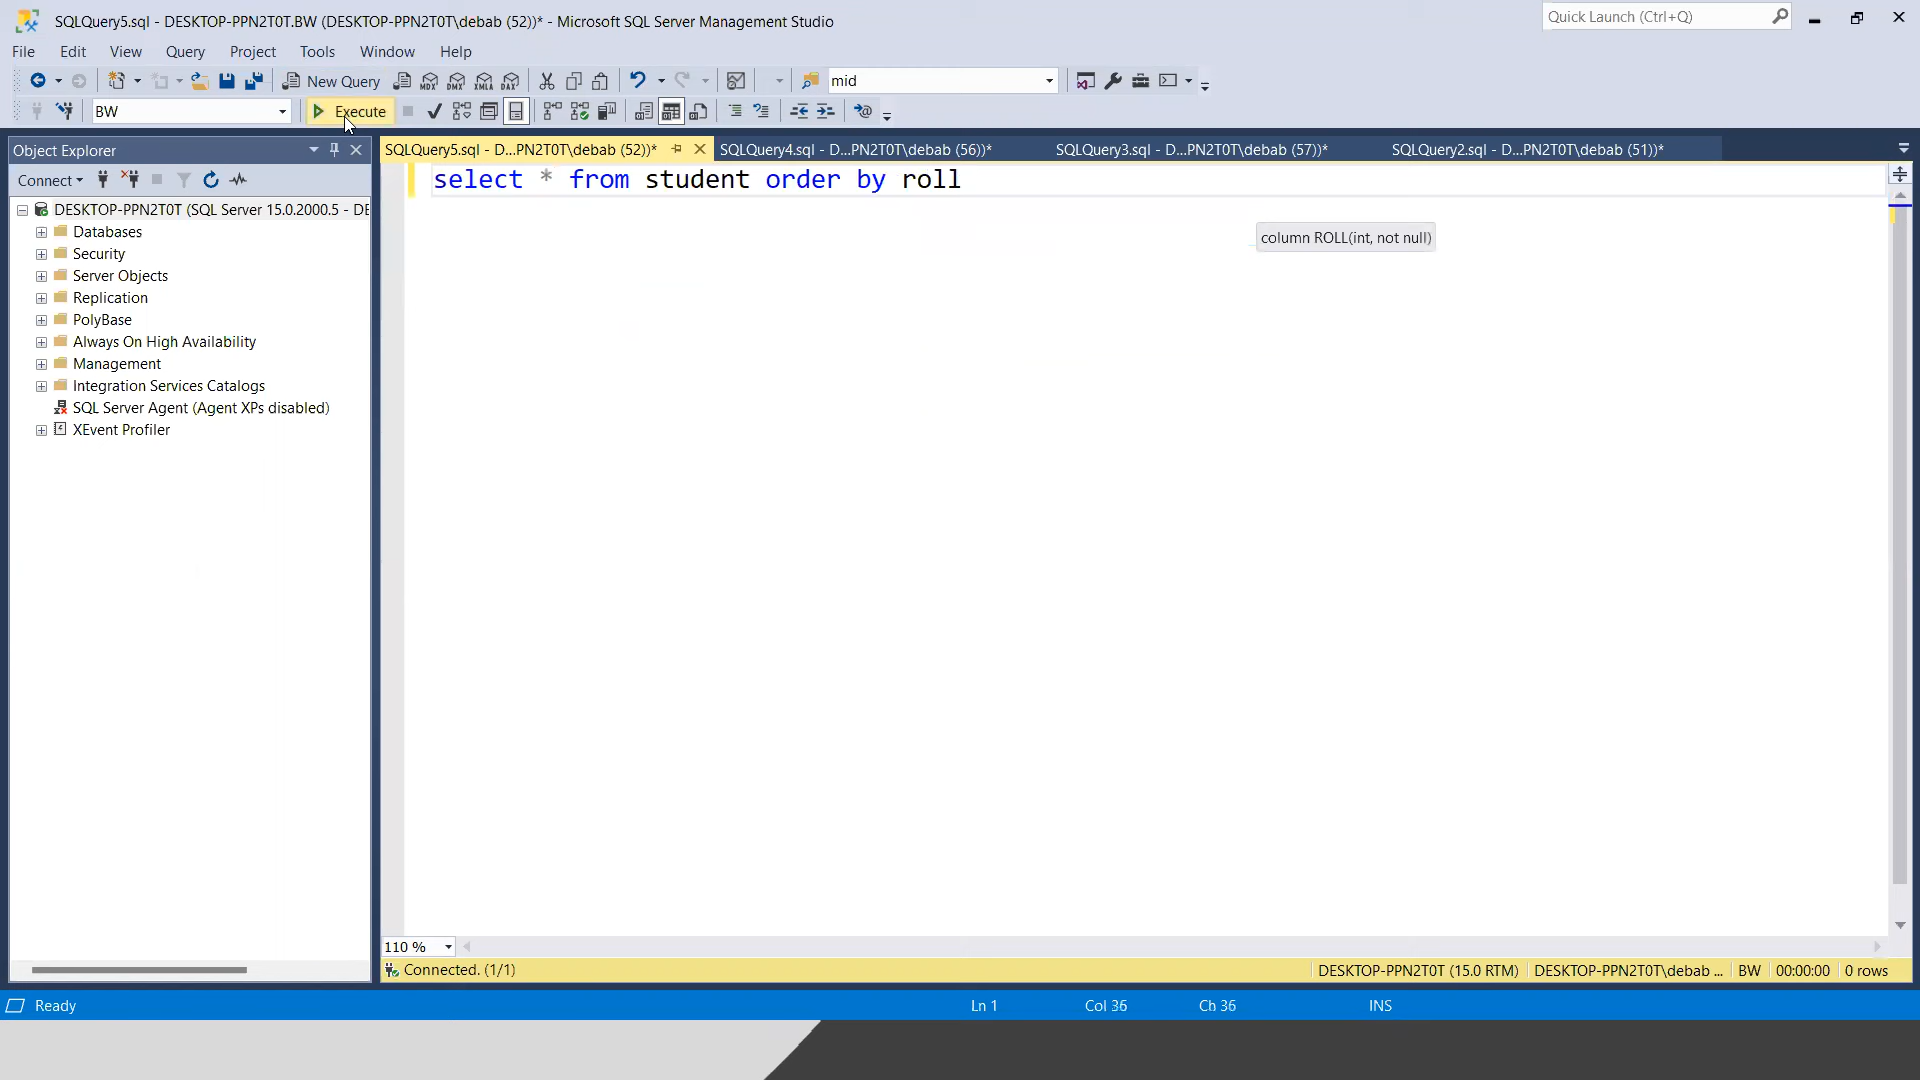 SQLQuery5.sql - DESKTOP-PPN2T0T.BW (DESKTOP-PPN2T0T\debab (52))* - Microsoft SQL Server Management Studio
Quick Launch (Ctrl+Q)
File Edit View Query Project Tools Window Help
New Query MDX DMX XMLA DAX mid
BW Execute
Object Explorer
SQLQuery5.sql - D...PN2T0T\debab (52))* SQLQuery4.sql - D...PN2T0T\debab (56))* SQLQuery3.sql - D...PN2T0T\debab (57))* SQLQuery2.sql - D...PN2T0T\debab (51))*
Connect
select * from student order by roll
column ROLL(int, not null)
DESKTOP-PPN2T0T (SQL Server 15.0.2000.5 - DE
Databases
Security
Server Objects
Replication
PolyBase
Always On High Availability
Management
Integration Services Catalogs
SQL Server Agent (Agent XPs disabled)
XEvent Profiler
110 %
Connected. (1/1) DESKTOP-PPN2T0T (15.0 RTM) DESKTOP-PPN2T0T\debab ... BW 00:00:00 0 rows
Ready Ln 1 Col 36 Ch 36 INS